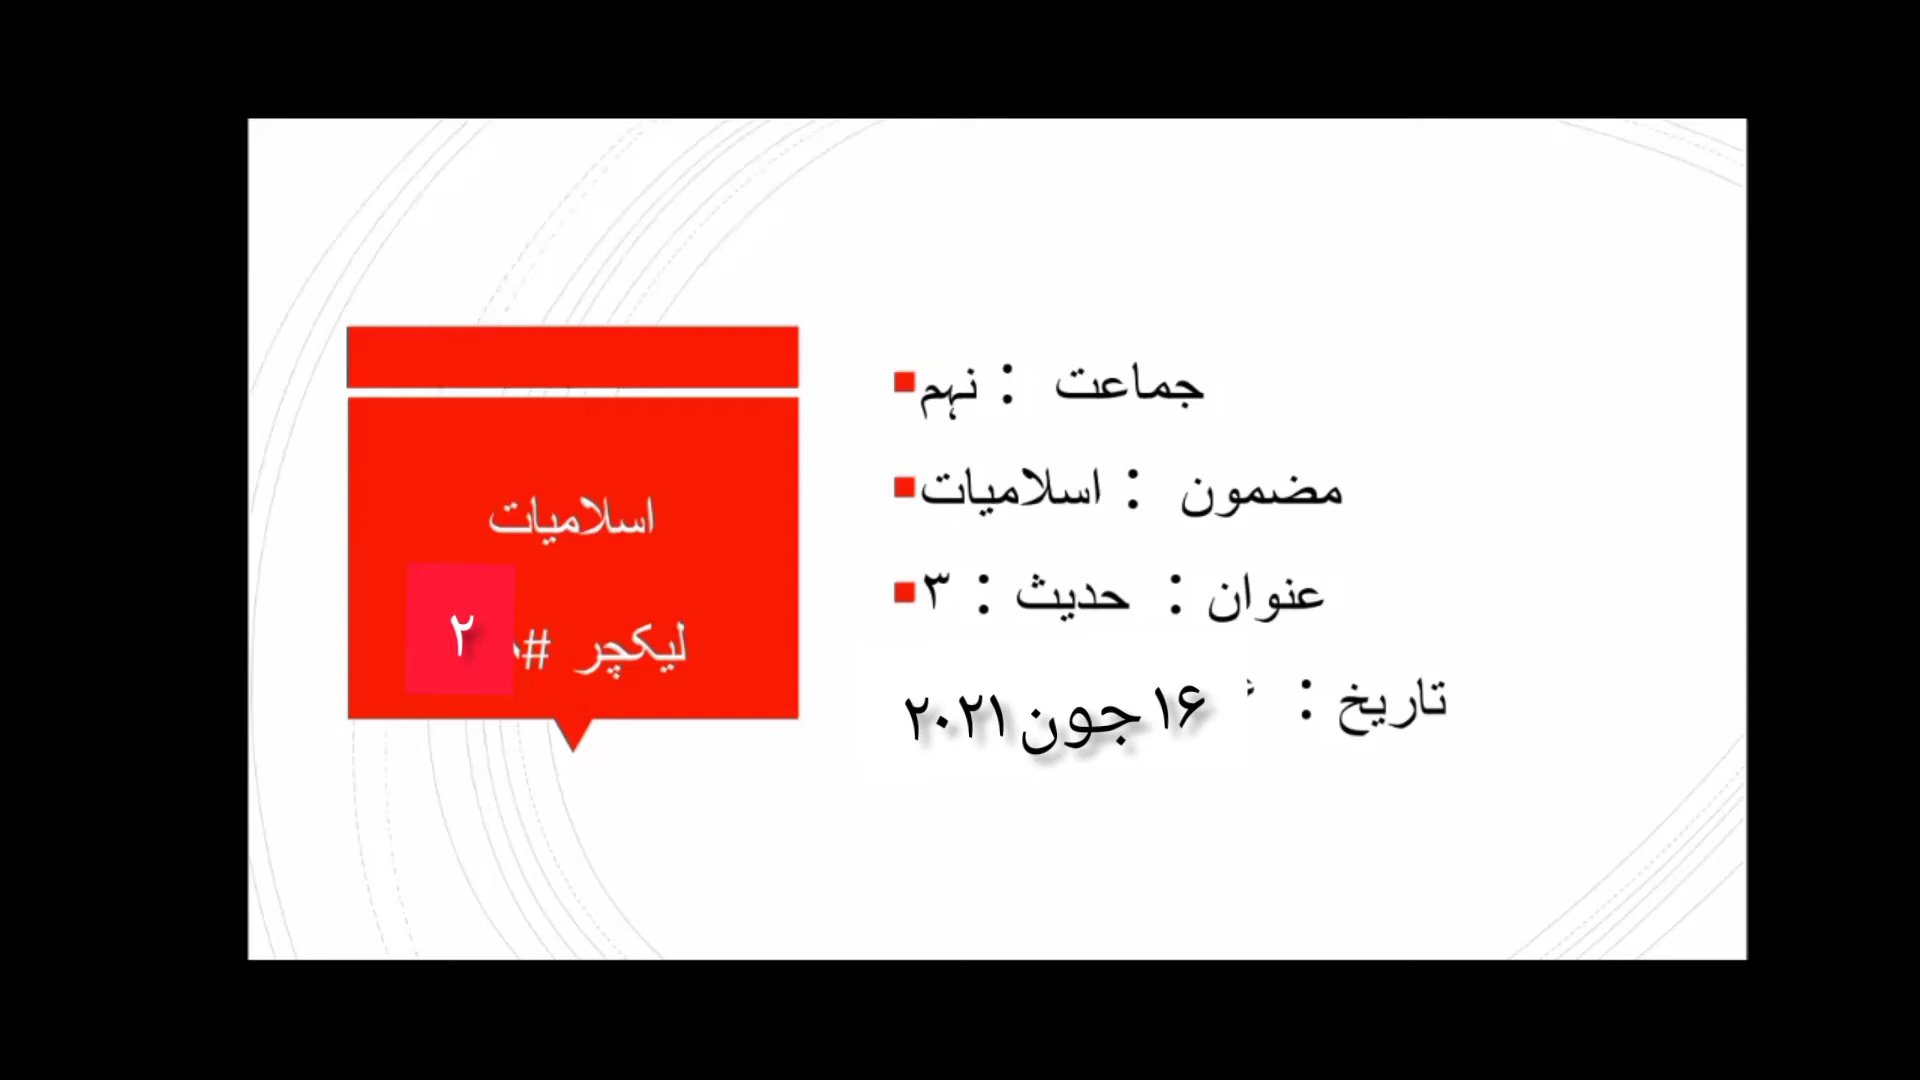 اسلامیات
لیکچر #۲
جماعت : نہم
مضمون : اسلامیات
عنوان : حدیث : ۳
تاریخ : ۱۶ جون ۲۰۲۱